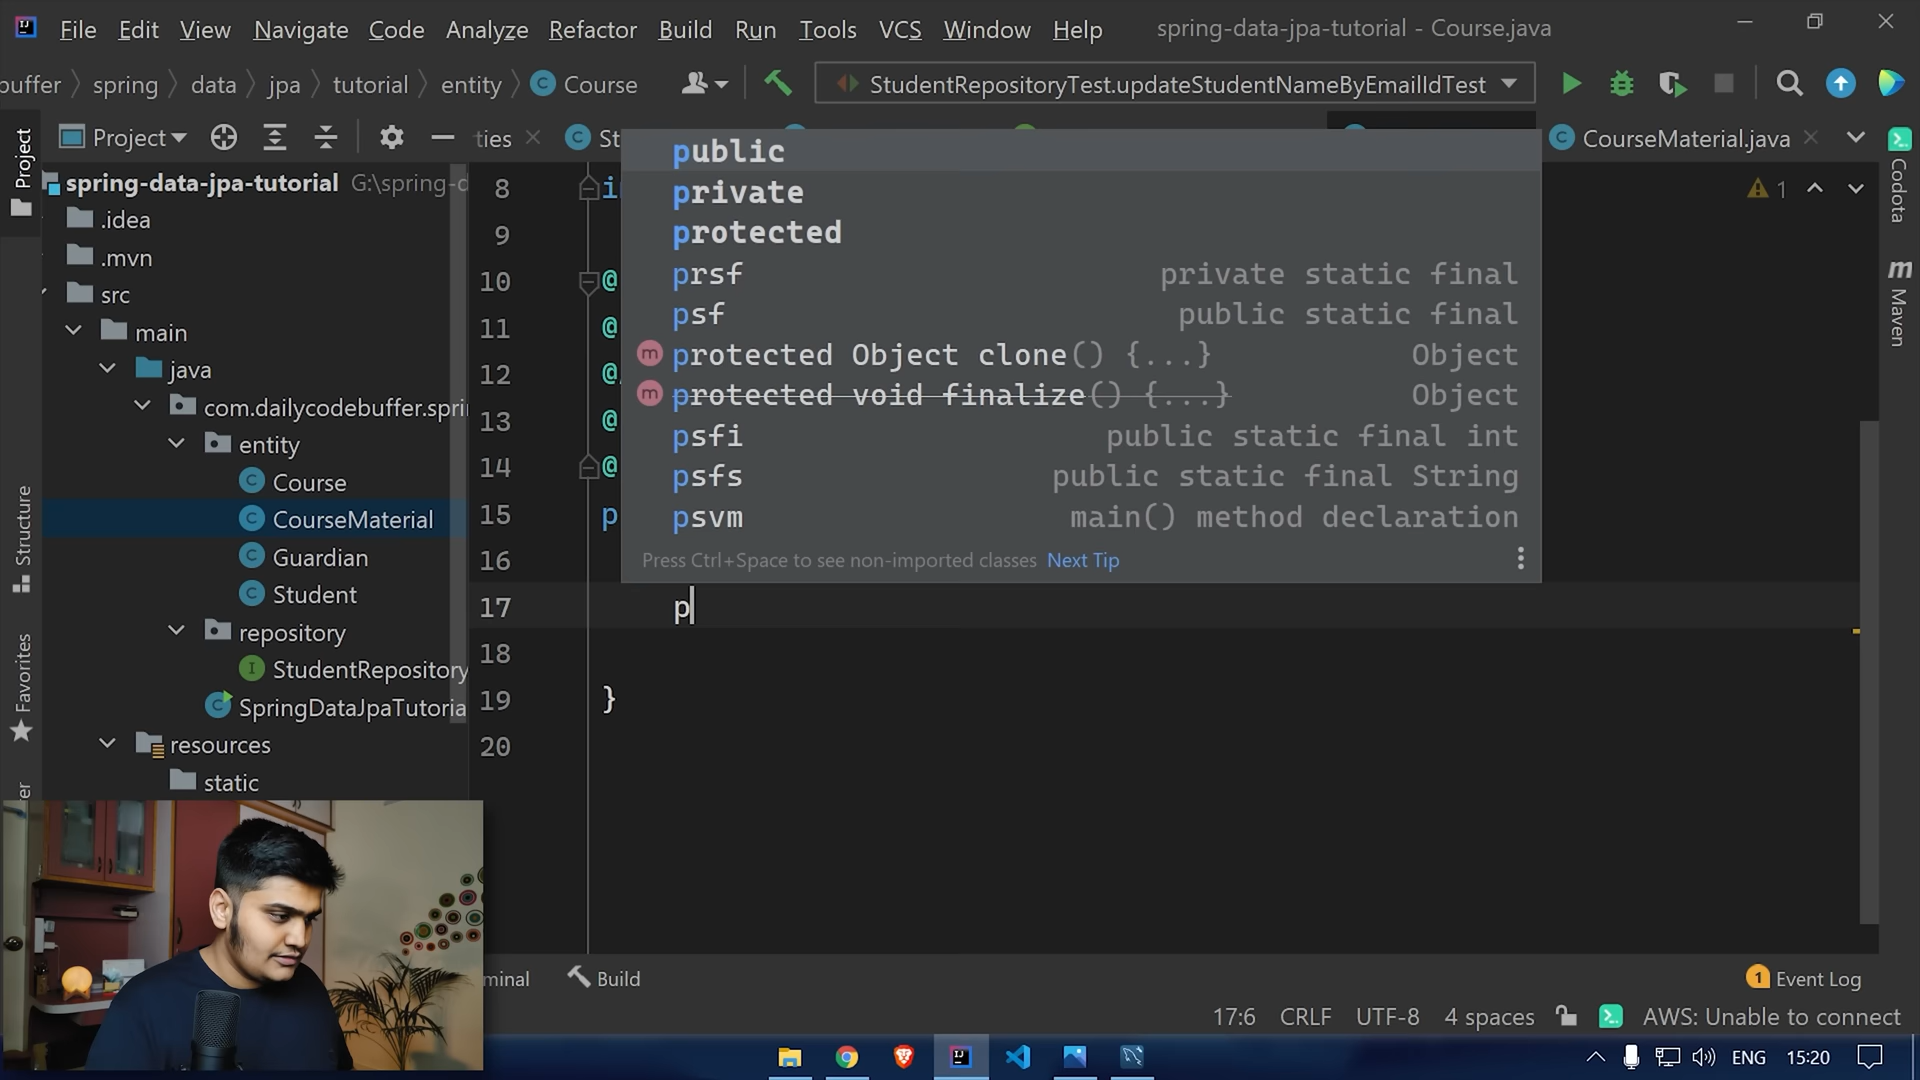 File Edit View Navigate Code Analyze Refactor Build Run Tools VCS Window Help spring-data-jpa-tutorial - Course.java
buffer spring data jpa tutorial entity Course StudentRepositoryTest.updateStudentNameByEmailIdTest
Project ties St CourseMaterial.java
spring-data-jpa-tutorial G:\spring-d
.idea
.mvn
src
main
java
com.dailycodebuffer.spri
entity
Course
CourseMaterial
Guardian
Student
repository
StudentRepository
SpringDataJpaTutoria
resources
static
Project
Structure
Favorites
8
9
10 @
11 @
12 @
13 @
14 @
15 p
16
17 p
18
19 }
20
public
private
protected
prsf private static final
psf public static final
protected Object clone() {...} Object
protected void finalize() {...} Object
psfi public static final int
psfs public static final String
psvm main() method declaration
Press Ctrl+Space to see non-imported classes Next Tip
1
Codota
Maven
minal Build 1 Event Log
17:6 CRLF UTF-8 4 spaces AWS: Unable to connect
ENG 15:20